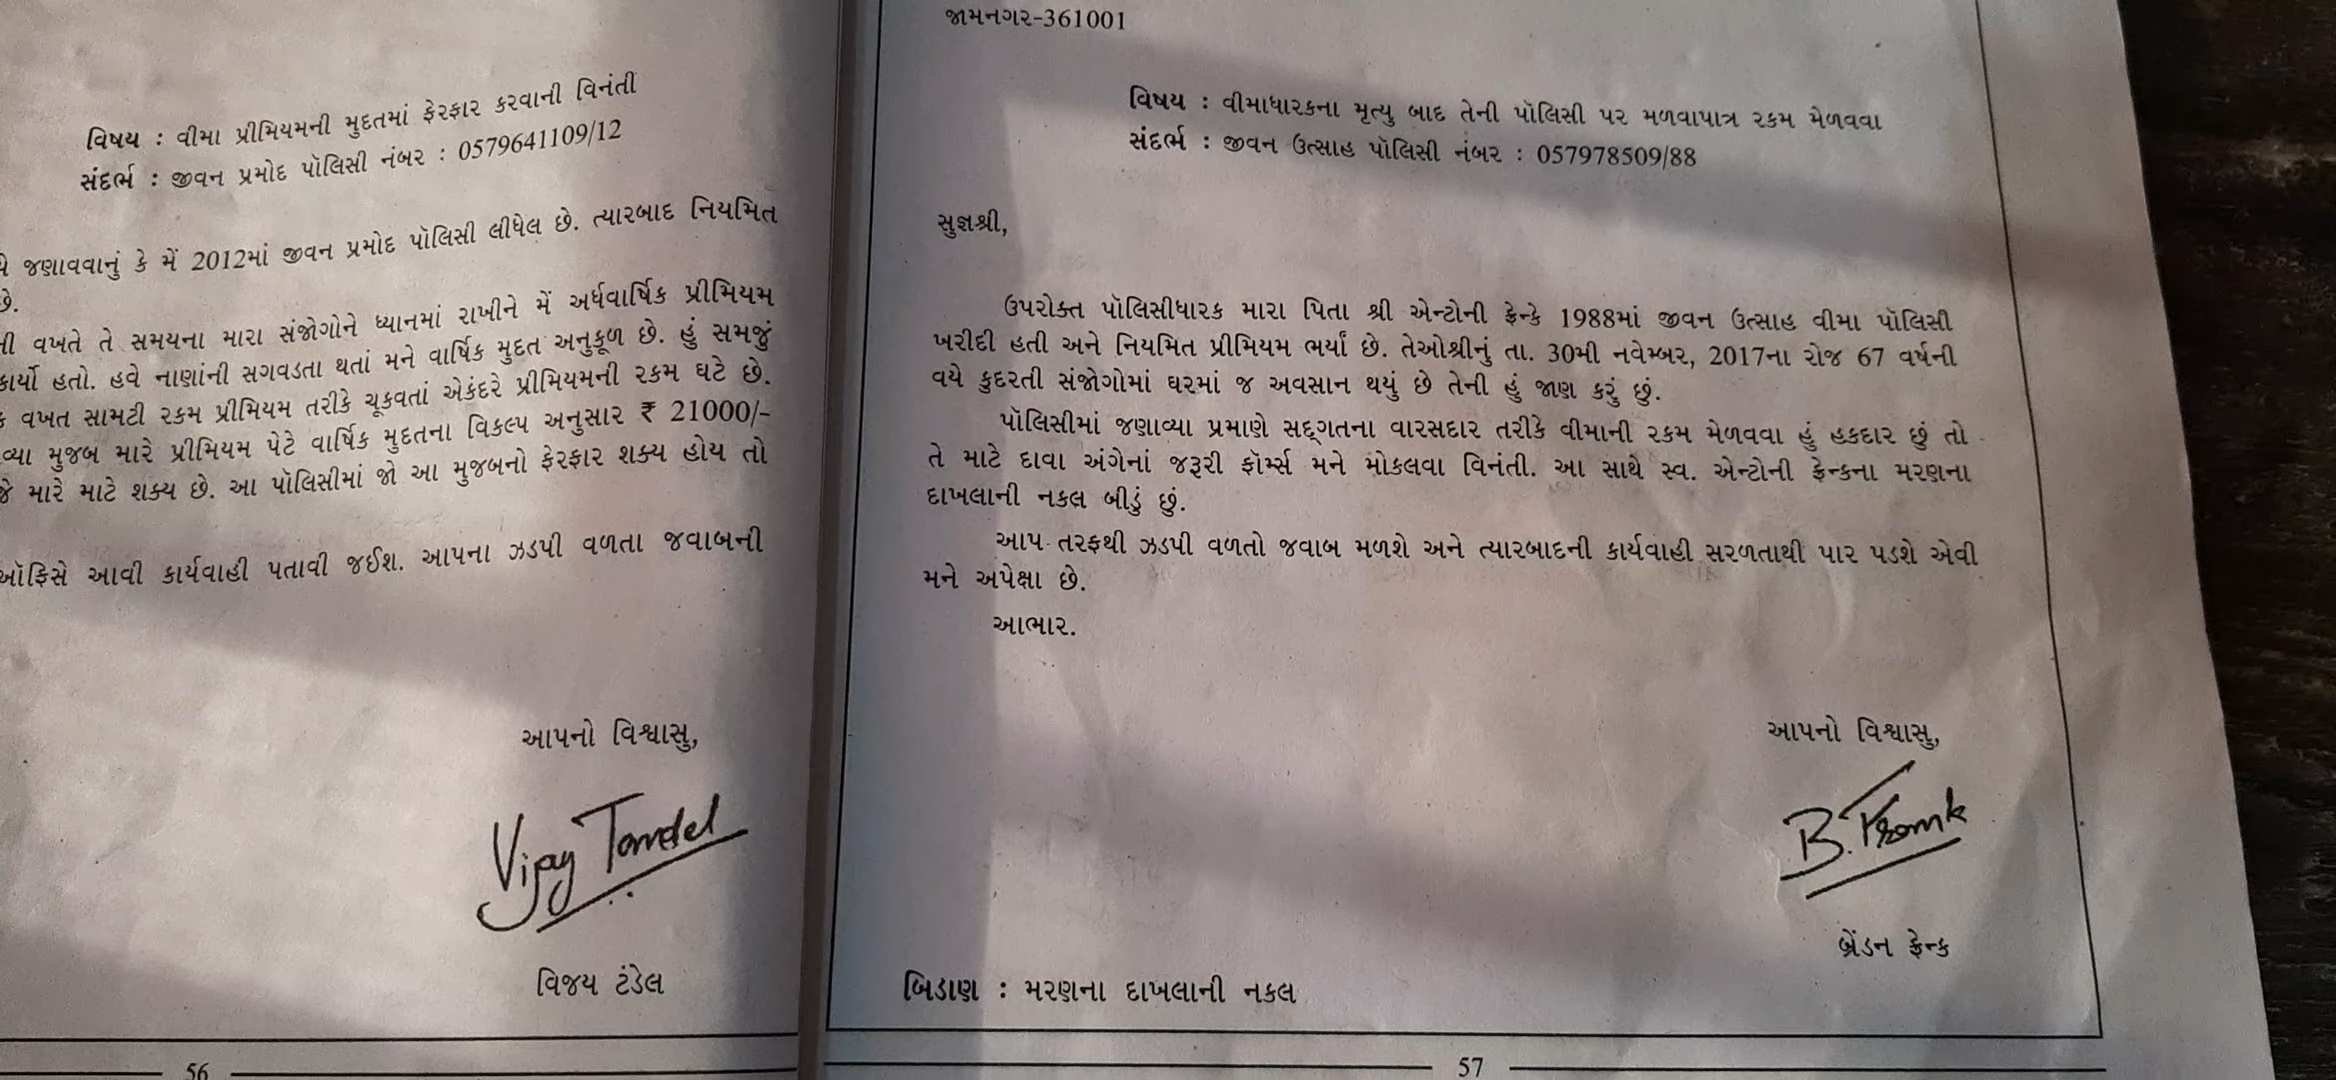 વિષય : વીમા પ્રીમિયમની મુદતમાં ફેરફાર કરવાની વિનંતી
સંદર્ભ : જીવન પ્રમોદ પૉલિસી નંબર : 0579641109/12
જણાવવાનું કે મેં 2012માં જીવન પ્રમોદ પૉલિસી લીધેલ છે. ત્યારબાદ નિયમિત
છે.
વખતે તે સમયના મારા સંજોગોને ધ્યાનમાં રાખીને મેં અર્ધવાર્ષિક પ્રીમિયમ
કાર્યો હતો. હવે નાણાંની સગવડતા થતાં મને વાર્ષિક મુદત અનુકૂળ છે. હું સમજું
વખત સામટી રકમ પ્રીમિયમ તરીકે ચૂકવતાં એકંદરે પ્રીમિયમની રકમ ઘટે છે.
વ્યા મુજબ મારે પ્રીમિયમ પેટે વાર્ષિક મુદતના વિકલ્પ અનુસાર ₹ 21000/-
જે મારે માટે શક્ય છે. આ પૉલિસીમાં જો આ મુજબનો ફેરફાર શક્ય હોય તો
ઑફિસે આવી કાર્યવાહી પતાવી જઈશ. આપના ઝડપી વળતા જવાબની
આપનો વિશ્વાસુ,
Vijay Tandel
વિજય ટંડેલ
56
જામનગર-361001
વિષય : વીમાધારકના મૃત્યુ બાદ તેની પૉલિસી પર મળવાપાત્ર રકમ મેળવવા
સંદર્ભ : જીવન ઉત્સાહ પૉલિસી નંબર : 057978509/88
સુજ્ઞશ્રી,
ઉપરોક્ત પૉલિસીધારક મારા પિતા શ્રી એન્ટોની ફ્રેન્કે 1988માં જીવન ઉત્સાહ વીમા પૉલિસી
ખરીદી હતી અને નિયમિત પ્રીમિયમ ભર્યાં છે. તેઓશ્રીનું તા. 30મી નવેમ્બર, 2017ના રોજ 67 વર્ષની
વયે કુદરતી સંજોગોમાં ઘરમાં જ અવસાન થયું છે તેની હું જાણ કરું છું.
પૉલિસીમાં જણાવ્યા પ્રમાણે સદ્ગતના વારસદાર તરીકે વીમાની રકમ મેળવવા હું હકદાર છું તો
તે માટે દાવા અંગેનાં જરૂરી ફૉર્મ્સ મને મોકલવા વિનંતી. આ સાથે સ્વ. એન્ટોની ફ્રેન્કના મરણના
દાખલાની નકલ બીડું છું.
આપ તરફથી ઝડપી વળતો જવાબ મળશે અને ત્યારબાદની કાર્યવાહી સરળતાથી પાર પડશે એવી
મને અપેક્ષા છે.
આભાર.
આપનો વિશ્વાસુ,
B. Frank
બ્રેંડન ફ્રેન્ક
બિડાણ : મરણના દાખલાની નકલ
57